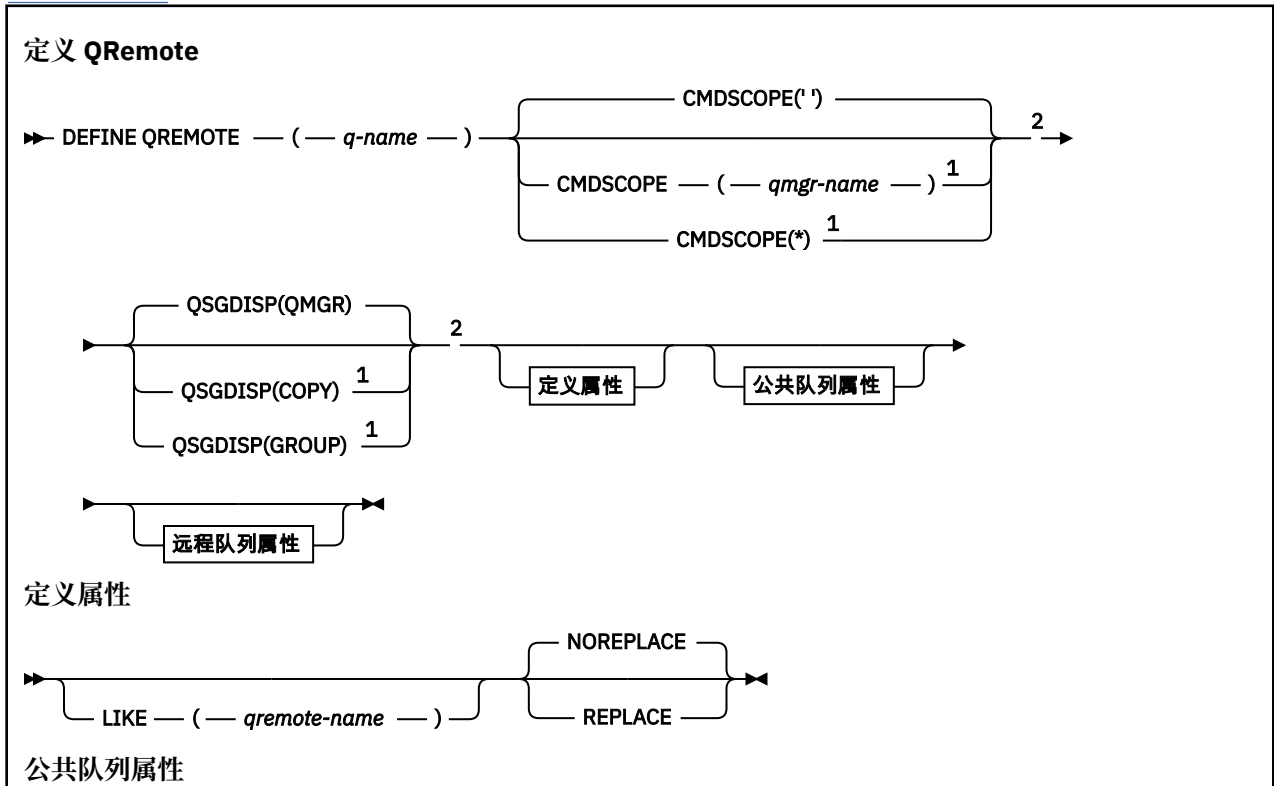 定义 QRemote
CMDSCOPE(' ')
DEFINE QREMOTE ( q-name ) 2
CMDSCOPE ( qmgr-name ) 1
CMDSCOPE(*) 1
QSGDISP(QMGR) 2
QSGDISP(COPY) 1 定义属性 公共队列属性
QSGDISP(GROUP) 1
远程队列属性
定义属性
NOREPLACE
LIKE ( qremote-name ) REPLACE
公共队列属性